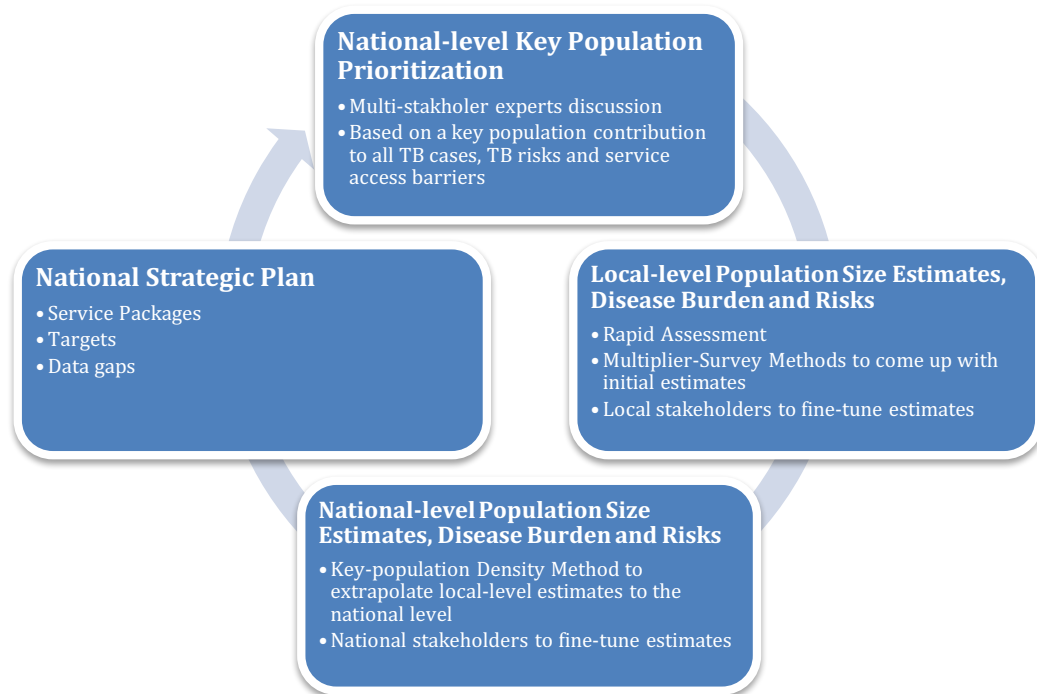 National-level Key Population
Prioritization
• Multi-stakholer experts discussion
• Based on a key population contribution
to all TB cases, TB risks and service
access barriers
Local-level Population Size Estimates,
Disease Burden and Risks
• Rapid Assessment
• Multiplier-Survey Methods to come up with
initial estimates
• Local stakeholders to fine-tune estimates
National-level Population Size
Estimates, Disease Burden and Risks
• Key-population Density Method to
extrapolate local-level estimates to the
national level
• National stakeholders to fine-tune estimates
National Strategic Plan
• Service Packages
• Targets
• Data gaps